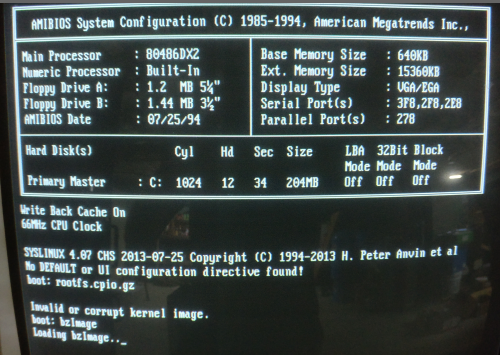 AMIBIOS System Configuration (C) 1985-1994, American Megatrends Inc.,
Main Processor : 80486DX2
Numeric Processor : Built-In
Floppy Drive A: : 1.2 MB 5¼"
Floppy Drive B: : 1.44 MB 3½"
AMIBIOS Date : 07/25/94
Base Memory Size : 640KB
Ext. Memory Size : 15360KB
Display Type : VGA/EGA
Serial Port(s) : 3F8,2F8,2E8
Parallel Port(s) : 278
Hard Disk(s) Cyl Hd Sec Size LBA 32Bit Block
Mode Mode Mode
Primary Master : C: 1024 12 34 204MB Off Off Off
Write Back Cache On
66MHz CPU Clock
SYSLINUX 4.07 CHS 2013-07-25 Copyright (C) 1994-2013 H. Peter Anvin et al
No DEFAULT or UI configuration directive found!
boot: rootfs.cpio.gz
Invalid or corrupt kernel image.
boot: bzImage
Loading bzImage.._